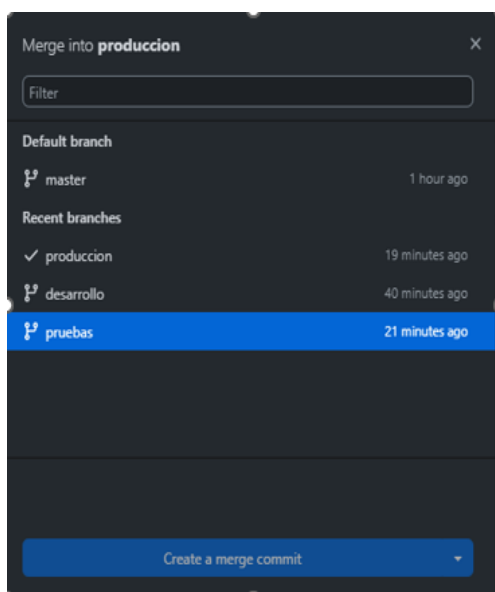 Merge into produccion
Filter
Default branch
master 1 hour ago
Recent branches
produccion 19 minutes ago
desarrollo 40 minutes ago
pruebas 21 minutes ago
Create a merge commit